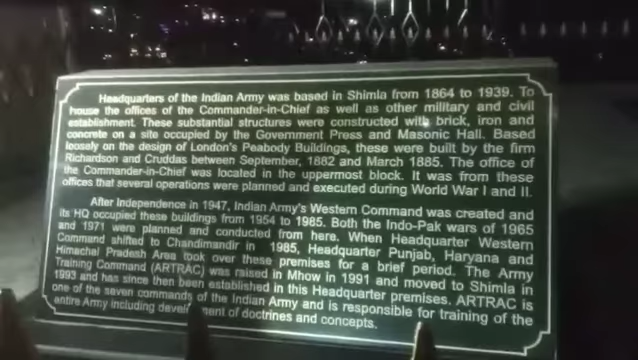 Headquarters of the Indian Army was based in Shimla from 1864 to 1939. To
house the offices of the Commander-in-Chief as well as other military and civil
establishment. These substantial structures were constructed with brick, iron and
concrete on a site occupied by the Government Press and Masonic Hall. Based
loosely on the design of London's Peabody Buildings, these were built by the firm
Richardson and Cruddas between September, 1882 and March 1885. The office of
the Commander-in-Chief was located in the uppermost block. It was from these
offices that several operations were planned and executed during World War I and II.
After Independence in 1947, Indian Army's Western Command was created and
its HQ occupied these buildings from 1954 to 1985. Both the Indo-Pak wars of 1965
and 1971 were planned and conducted from here. When Headquarter Western
Command shifted to Chandimandir in 1985, Headquarter Punjab, Haryana and
Himachal Pradesh Area took over these premises for a brief period. The Army
Training Command (ARTRAC) was raised in Mhow in 1991 and moved to Shimla in
1993 and has since then been established in this Headquarter premises. ARTRAC is
one of the seven commands of the Indian Army and is responsible for training of the
entire Army including development of doctrines and concepts.